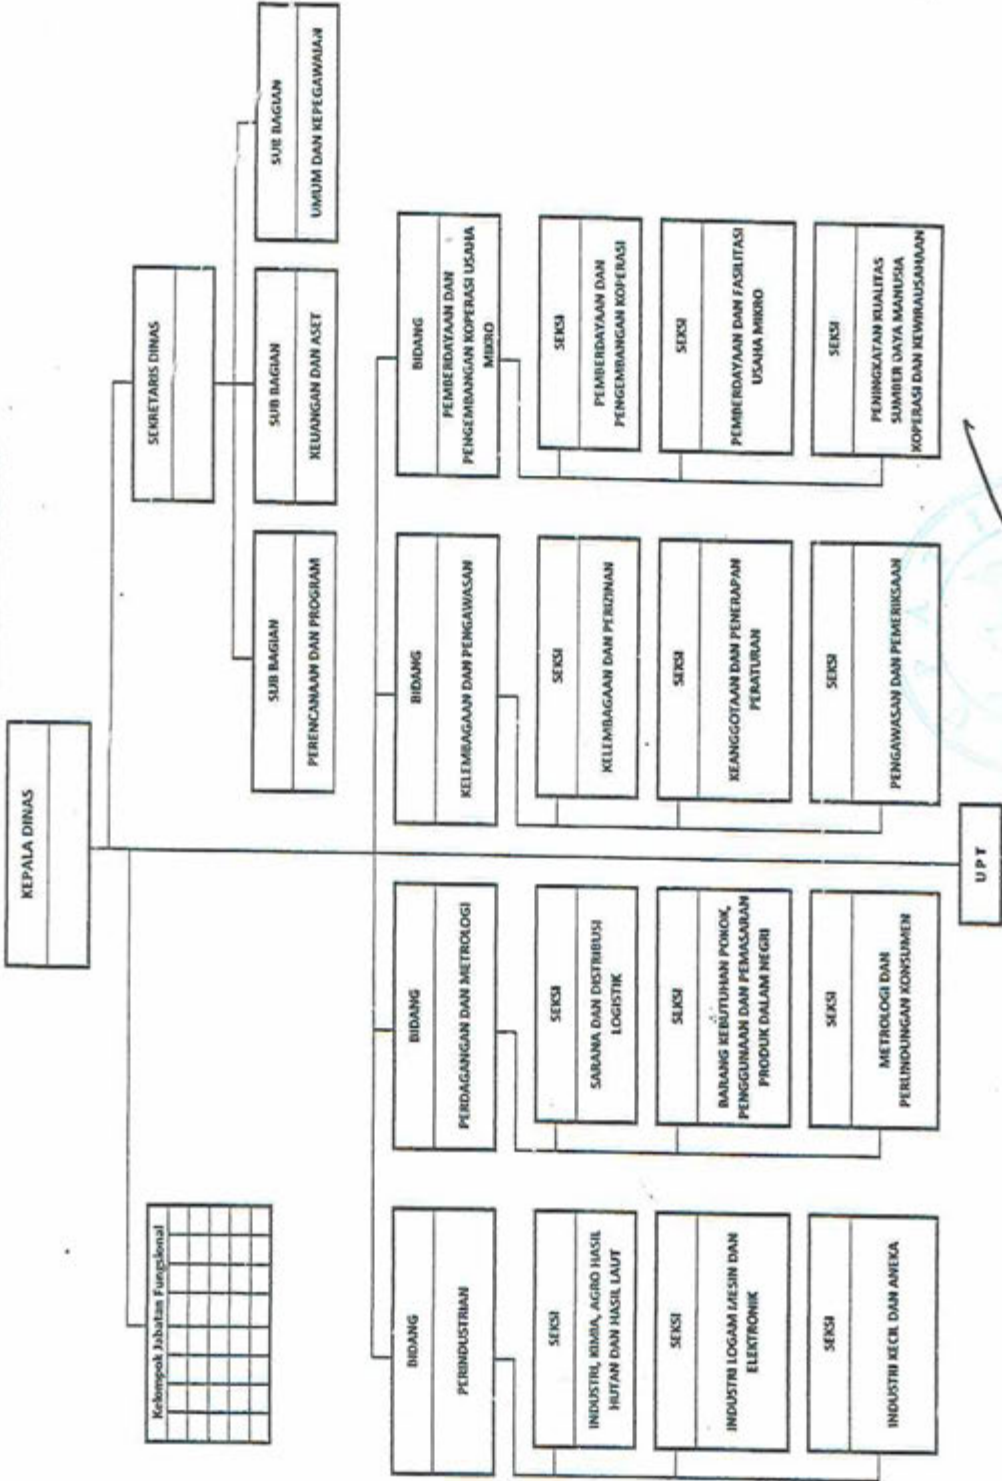 KEPALA DINAS
Kelompok Jabatan Fungsional
SEKRETARIS DINAS
SUB BAGIAN
PERENCANAAN DAN PROGRAM
SUB BAGIAN
KEUANGAN DAN ASET
SUB BAGIAN
UMUM DAN KEPEGAWAIAN
BIDANG
PERINDUSTRIAN
SEKSI
INDUSTRI, KIMIA, AGRO HASIL
HUTAN DAN HASIL LAUT
SEKSI
INDUSTRI LOGAM MESIN DAN
ELEKTRONIK
SEKSI
INDUSTRI KECIL DAN ANEKA
BIDANG
PERDAGANGAN DAN METROLOGI
SEKSI
SARANA DAN DISTRIBUSI
LOGISTIK
SEKSI
BARANG KEBUTUHAN POKOK,
PENGGUNAAN DAN PEMASARAN
PRODUK DALAM NEGRI
SEKSI
METROLOGI DAN
PERLINDUNGAN KONSUMEN
BIDANG
KELEMBAGAAN DAN PENGAWASAN
SEKSI
KELEMBAGAAN DAN PERIZINAN
SEKSI
KEANGGOTAAN DAN PENERAPAN
PERATURAN
SEKSI
PENGAWASAN DAN PEMERIKSAAN
BIDANG
PEMBERDAYAAN DAN
PENGEMBANGAN KOPERASI USAHA
MIKRO
SEKSI
PEMBERDAYAAN DAN
PENGEMBANGAN KOPERASI
SEKSI
PEMBERDAYAAN DAN FASILITASI
USAHA MIKRO
SEKSI
PENINGKATAN KUALITAS
SUMBER DAYA MANUSIA
KOPERASI DAN KEWIRAUSAHAAN
UPT